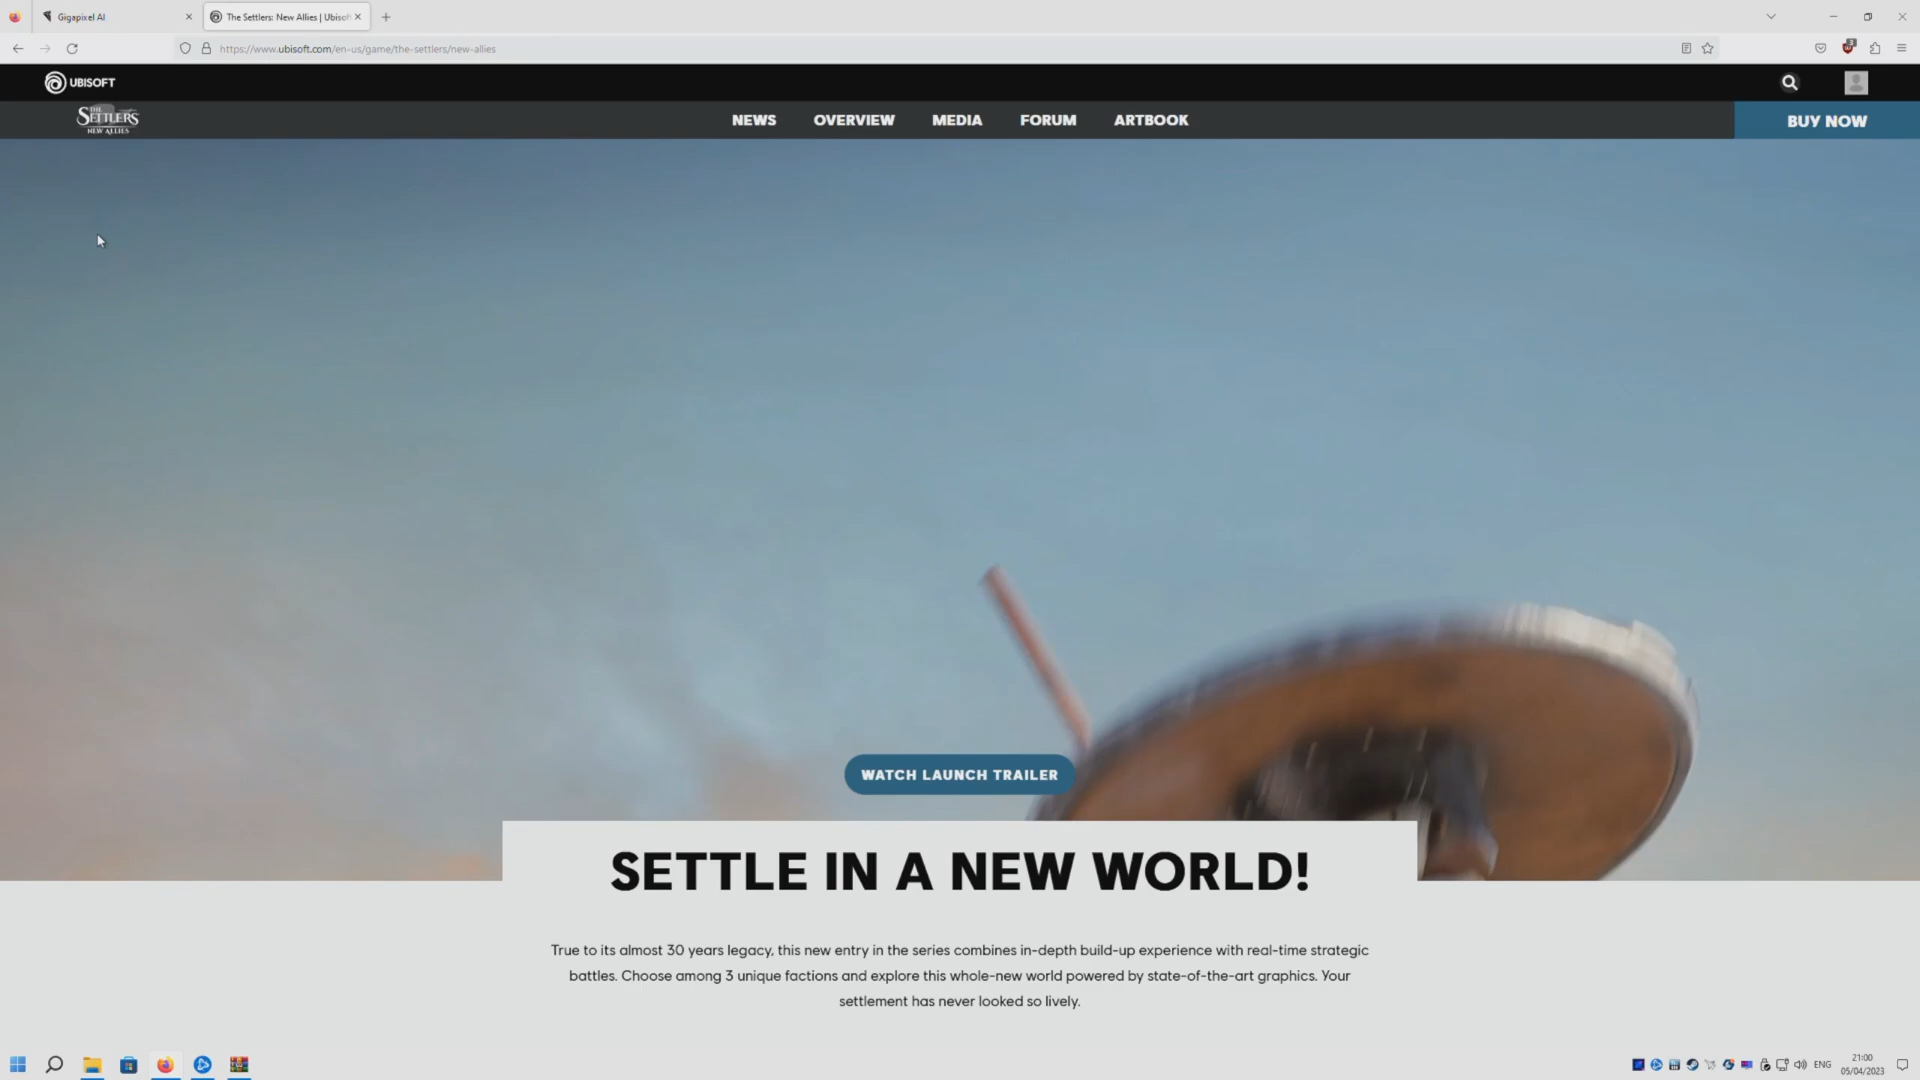 Gigapixel AI
The Settlers: New Allies | Ubisof
https://www.ubisoft.com/en-us/game/the-settlers/new-allies
UBISOFT
THE
SETTLERS
NEW ALLIES
NEWS
OVERVIEW
MEDIA
FORUM
ARTBOOK
BUY NOW
WATCH LAUNCH TRAILER
SETTLE IN A NEW WORLD!
True to its almost 30 years legacy, this new entry in the series combines in-depth build-up experience with real-time strategic
battles. Choose among 3 unique factions and explore this whole-new world powered by state-of-the-art graphics. Your
settlement has never looked so lively.
ENG
21:00
05/04/2023